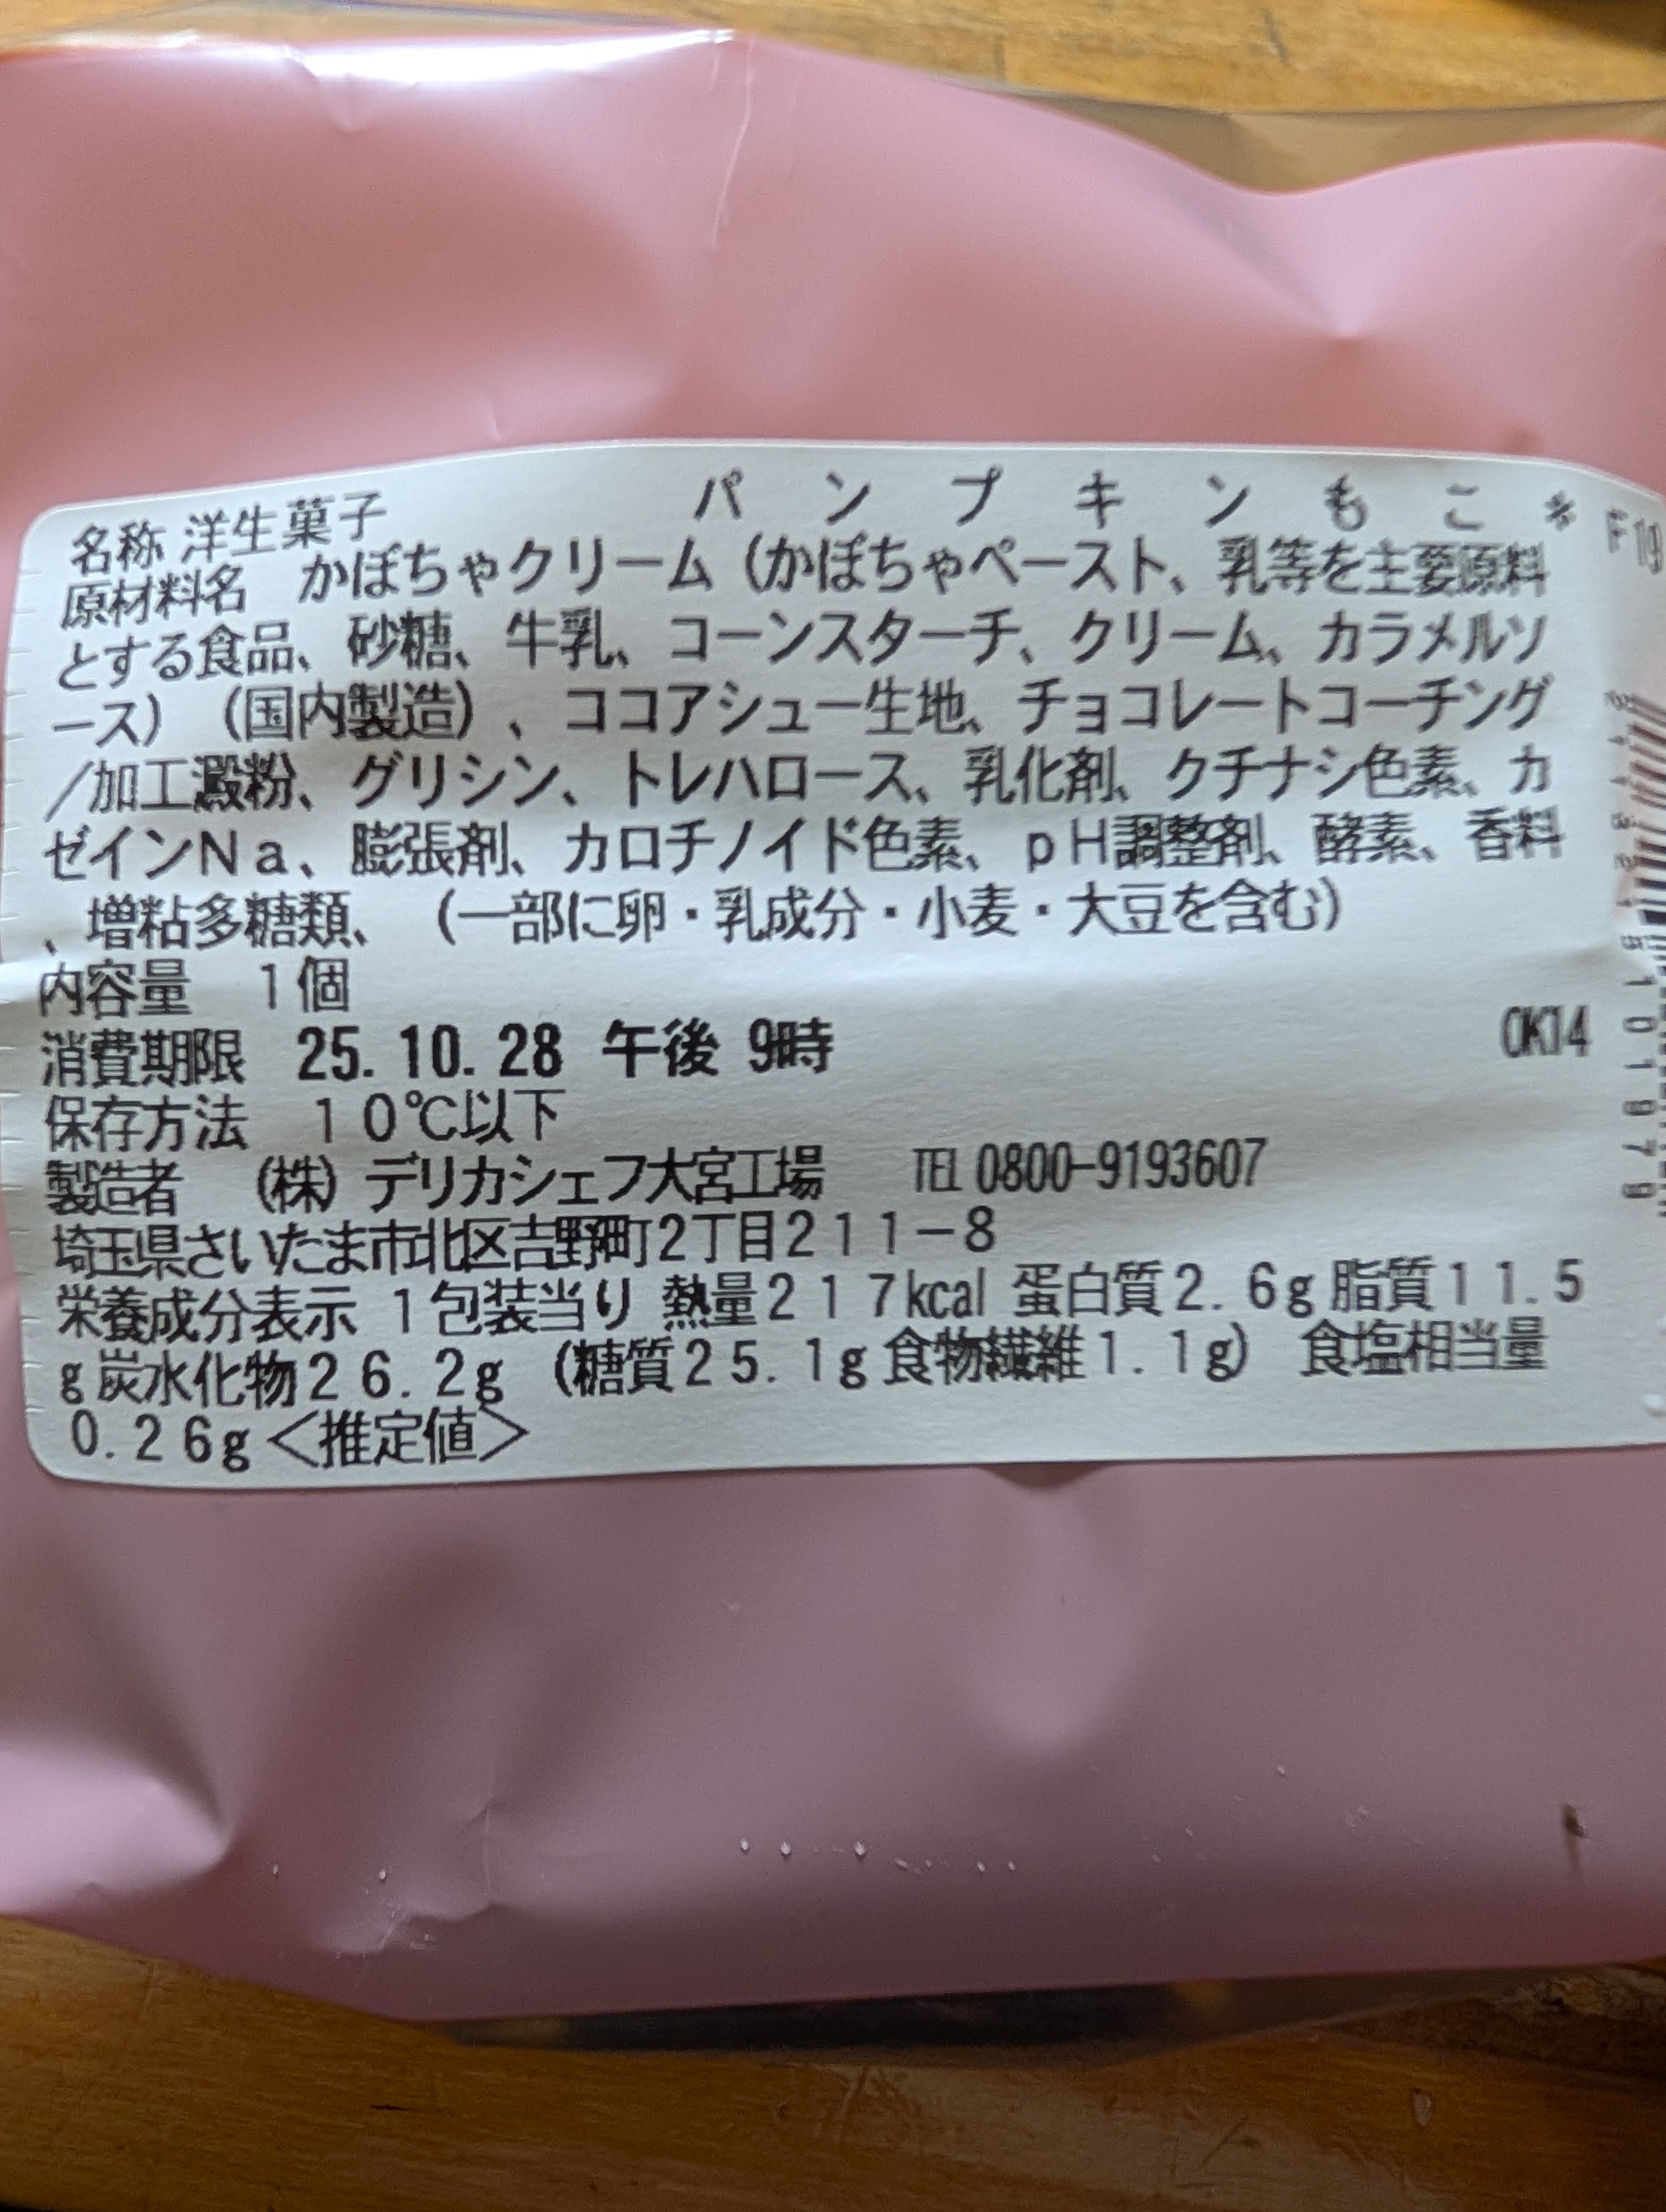 パンプキンもこ＊
名称 洋生菓子
原材料名 かぼちゃクリーム（かぼちゃペースト、乳等を主要原料
とする食品、砂糖、牛乳、コーンスターチ、クリーム、カラメルソ
ース）（国内製造）、ココアシュー生地、チョコレートコーチング
/加工澱粉、グリシン、トレハロース、乳化剤、クチナシ色素、カ
ゼインNa、膨張剤、カロチノイド色素、pH調整剤、酵素、香料
、増粘多糖類、（一部に卵・乳成分・小麦・大豆を含む）
内容量 1個
消費期限 25.10.28 午後 9時 OK14
保存方法 10℃以下
製造者 （株）デリカシェフ大宮工場 TEL 0800-9193607
埼玉県さいたま市北区吉野町2丁目211-8
栄養成分表示 1包装当り 熱量217kcal 蛋白質2.6g 脂質11.5
g 炭水化物26.2g （糖質25.1g 食物繊維1.1g） 食塩相当量
0.26g＜推定値＞